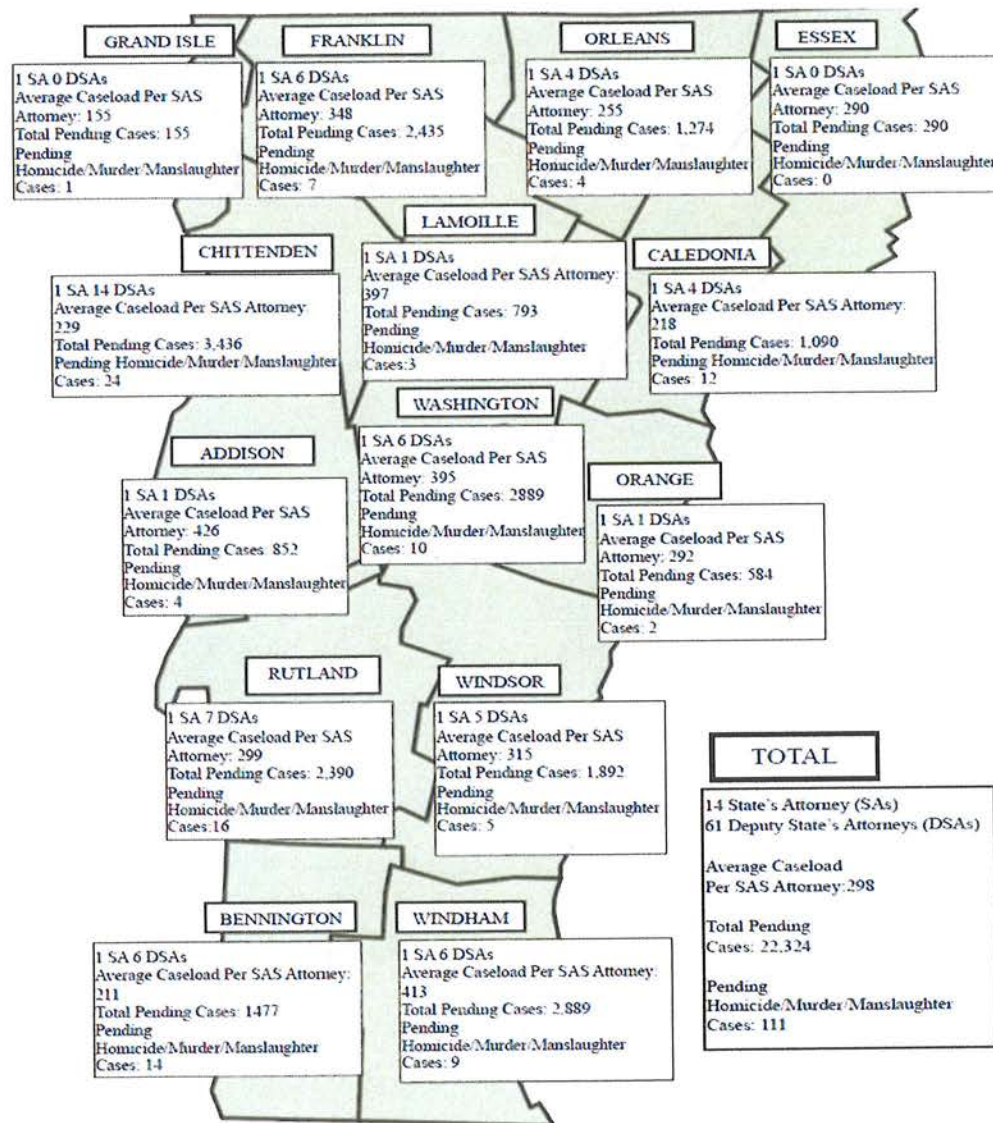 GRAND ISLE
1 SA 0 DSAs
Average Caseload Per SAS
Attorney: 155
Total Pending Cases: 155
Pending
Homicide/Murder/Manslaughter
Cases: 1
FRANKLIN
1 SA 6 DSAs
Average Caseload Per SAS
Attorney: 348
Total Pending Cases: 2,435
Pending
Homicide/Murder/Manslaughter
Cases: 7
ORLEANS
1 SA 4 DSAs
Average Caseload Per SAS
Attorney: 255
Total Pending Cases: 1,274
Pending
Homicide/Murder/Manslaughter
Cases: 4
ESSEX
1 SA 0 DSAs
Average Caseload Per SAS
Attorney: 290
Total Pending Cases: 290
Pending
Homicide/Murder/Manslaughter
Cases: 0
CHITTENDEN
1 SA 14 DSAs
Average Caseload Per SAS Attorney:
229
Total Pending Cases: 3,436
Pending Homicide/Murder/Manslaughter
Cases: 24
LAMOILLE
1 SA 1 DSAs
Average Caseload Per SAS Attorney:
397
Total Pending Cases: 793
Pending
Homicide/Murder/Manslaughter
Cases:3
CALEDONIA
1 SA 4 DSAs
Average Caseload Per SAS Attorney:
218
Total Pending Cases: 1,090
Pending Homicide/Murder/Manslaughter
Cases: 12
ADDISON
1 SA 1 DSAs
Average Caseload Per SAS
Attorney: 426
Total Pending Cases: 852
Pending
Homicide/Murder/Manslaughter
Cases: 4
WASHINGTON
1 SA 6 DSAs
Average Caseload Per SAS
Attorney: 395
Total Pending Cases: 2889
Pending
Homicide/Murder/Manslaughter
Cases: 10
ORANGE
1 SA 1 DSAs
Average Caseload Per SAS
Attorney: 292
Total Pending Cases: 584
Pending
Homicide/Murder/Manslaughter
Cases: 2
RUTLAND
1 SA 7 DSAs
Average Caseload Per SAS
Attorney: 299
Total Pending Cases: 2,390
Pending
Homicide/Murder/Manslaughter
Cases:16
WINDSOR
1 SA 5 DSAs
Average Caseload Per SAS
Attorney: 315
Total Pending Cases: 1,892
Pending
Homicide/Murder/Manslaughter
Cases: 5
TOTAL
14 State's Attorney (SAs)
61 Deputy State's Attorneys (DSAs)
Average Caseload
Per SAS Attorney:298
Total Pending
Cases: 22,324
Pending
Homicide/Murder/Manslaughter
Cases: 111
BENNINGTON
1 SA 6 DSAs
Average Caseload Per SAS Attorney:
211
Total Pending Cases: 1477
Pending
Homicide/Murder/Manslaughter
Cases: 14
WINDHAM
1 SA 6 DSAs
Average Caseload Per SAS Attorney:
413
Total Pending Cases: 2,889
Pending
Homicide/Murder/Manslaughter
Cases: 9